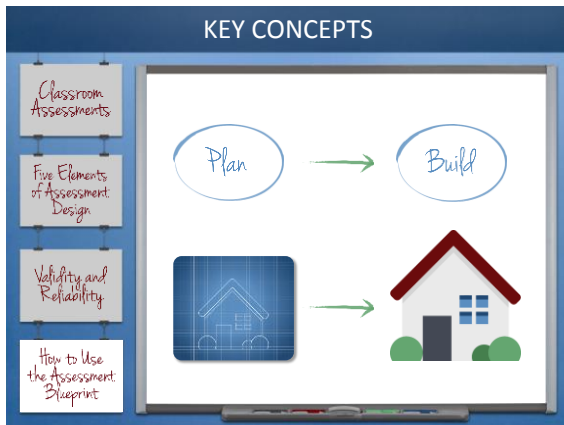 KEY CONCEPTS
Classroom
Assessments
Five Elements
of Assessment
Design
Validity and
Reliability
How to Use
the Assessment
Blueprint
Plan
Build